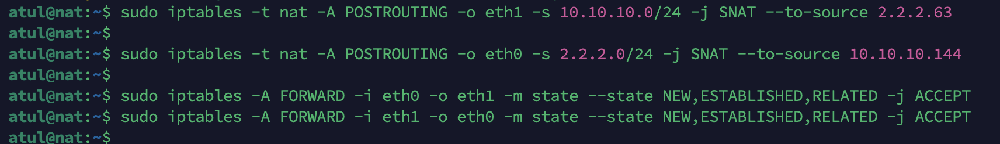 atul@nat:~$ sudo iptables -t nat -A POSTROUTING -o eth1 -s 10.10.10.0/24 -j SNAT --to-source 2.2.2.63
atul@nat:~$
atul@nat:~$ sudo iptables -t nat -A POSTROUTING -o eth0 -s 2.2.2.0/24 -j SNAT --to-source 10.10.10.144
atul@nat:~$
atul@nat:~$ sudo iptables -A FORWARD -i eth0 -o eth1 -m state --state NEW,ESTABLISHED,RELATED -j ACCEPT
atul@nat:~$ sudo iptables -A FORWARD -i eth1 -o eth0 -m state --state NEW,ESTABLISHED,RELATED -j ACCEPT
atul@nat:~$